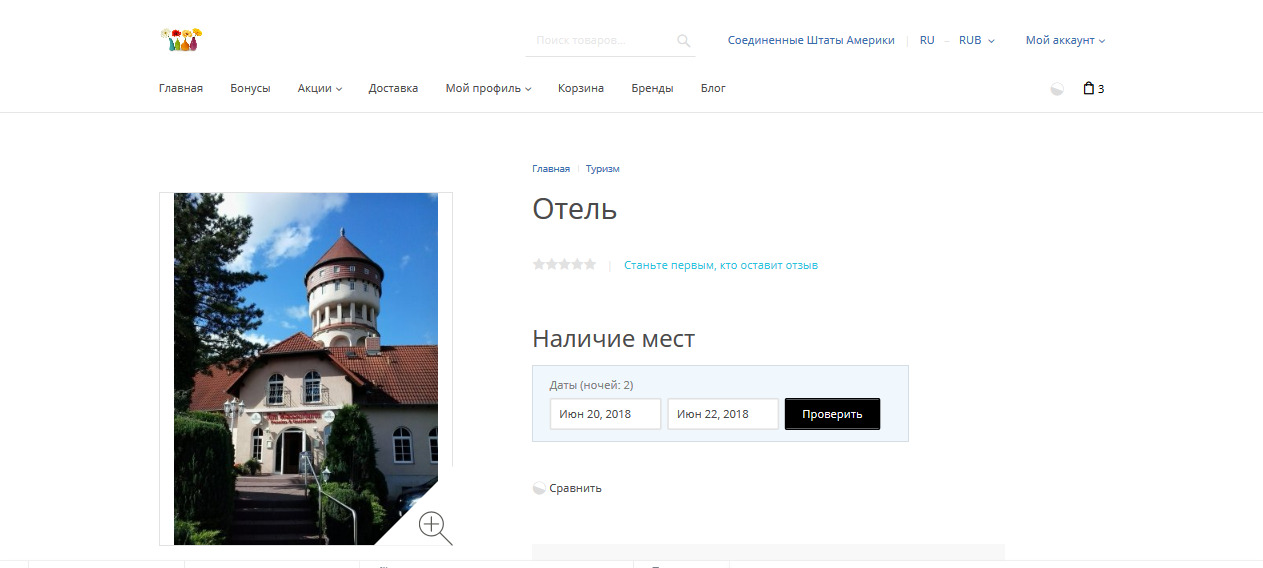 Поиск товаров...
Соединенные Штаты Америки
RU – RUB
Мой аккаунт
Главная Бонусы Акции Доставка Мой профиль Корзина Бренды Блог
3
Главная Туризм
Отель
Станьте первым, кто оставит отзыв
Наличие мест
Даты (ночей: 2)
Июн 20, 2018 Июн 22, 2018 Проверить
Сравнить